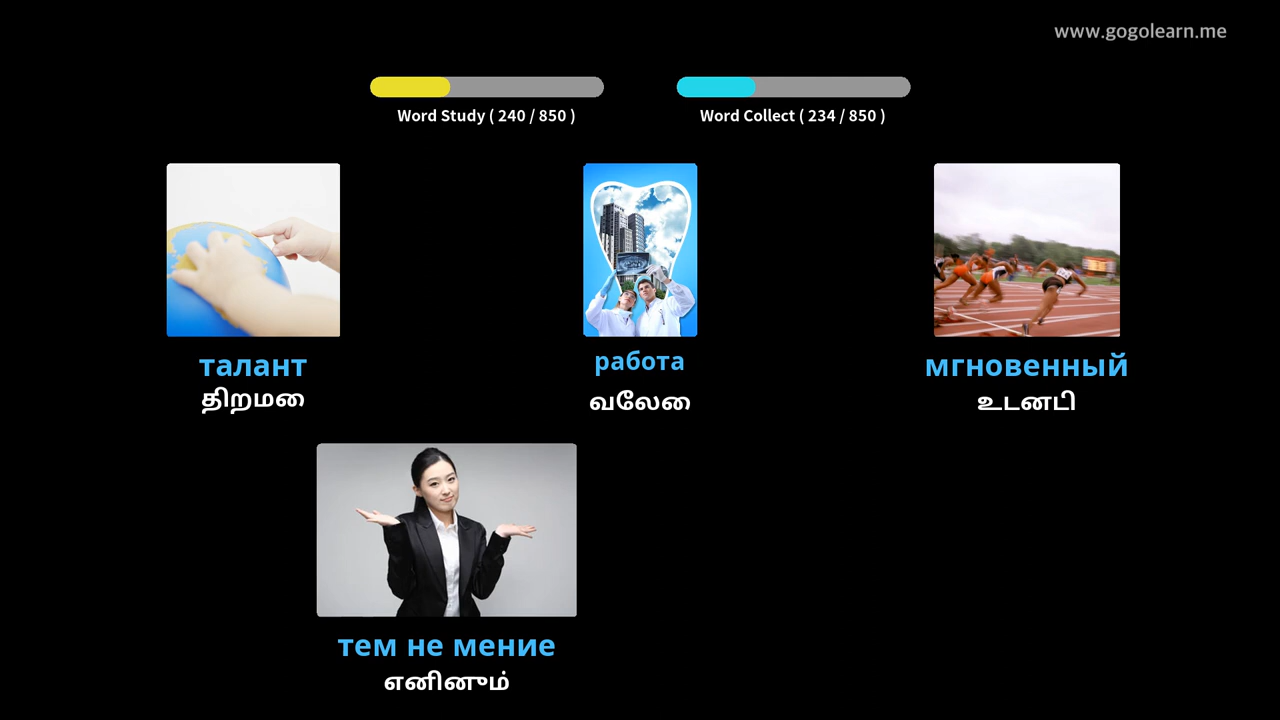 www.gogolearn.me
Word Study ( 240 / 850 )
Word Collect ( 234 / 850 )
талант
திறமை
работа
வேலை
мгновенный
உடனடி
тем не мение
எனினும்